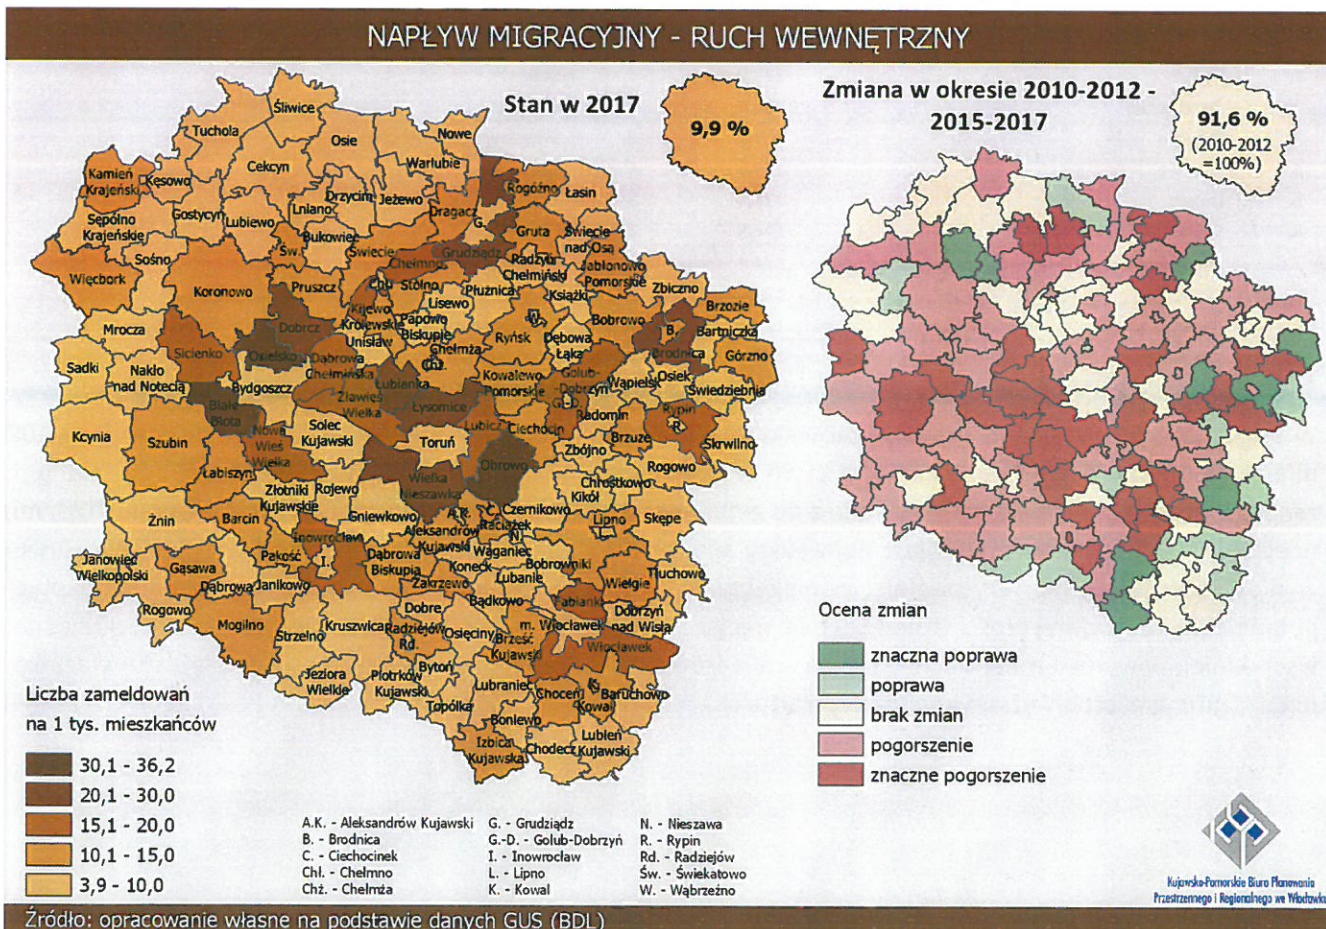 NAPŁYW MIGRACYJNY - RUCH WEWNĘTRZNY
Stan w 2017
9,9 %
Zmiana w okresie 2010-2012 -
2015-2017
91,6 %
(2010-2012
=100%)
Śliwice
Tuchola
Osie
Nowe
Cekcyn
Warlubie
Kamień
Krajeński
Kęsowo
Rogóźno
Łasin
Gostycyn
Lubiewo
Lniano
Drzycim
Jeżewo
Dragacz
G.
Gruta
Świecie
nad Osą
Sępólno
Krajeńskie
Bukowiec
Św.
Świecie
Grudziądz
Radzyń
Chełmiński
Jabłonowo
Pomorskie
Sośno
Więcbork
Koronowo
Pruszcz
Chełmno
Chł.
Stolno
Płużnica
Książki
Zbiczno
Brzozie
Mrocza
Dobrcz
Kijewo
Królewskie
Lisewo
Papowo
Biskupie
W.
Bobrowo
B.
Bartniczka
Sicienko
Osielsko
Unisław
Chełmża
Chż.
Ryńsk
Dębowa
Łąka
Brodnica
Górzno
Sadki
Nakło
nad Notecią
Bydgoszcz
Dąbrowa
Chełmińska
Łubianka
Kowalewo
Pomorskie
Golub-
Dobrzyń
G.-D.
Wąpielsk
Osiek
Świedziebnia
Białe
Błota
Zławieś
Wielka
Łysomice
Radomin
Rypin
R.
Kcynia
Szubin
Nowa
Wieś
Wielka
Solec
Kujawski
Toruń
Lubicz
Ciechocin
Zbójno
Brzuze
Skrwilno
Łabiszyn
Wielka
Nieszawka
Obrowo
Rogowo
Chrostkowo
Kikół
Złotniki
Kujawskie
Rojewo
Żnin
Barcin
Gniewkowo
A.K.
C.
Czernikowo
Lipno
Skępe
Inowrocław
Aleksandrów
Kujawski
Raciążek
N.
Janowiec
Wielkopolski
Gąsawa
Pakość
I.
Dąbrowa
Biskupia
Waganiec
Koneck
Bobrowniki
Tłuchowo
Dąbrowa
Janikowo
Zakrzewo
Lubanie
Wielgie
Rogowo
Mogilno
Dobre
Bądkowo
Fabianki
Dobrzyń
nad Wisłą
Strzelno
Kruszwica
Radziejów
Rd.
Osięciny
m. Włocławek
Brześć
Kujawski
Włocławek
Jeziora
Wielkie
Piotrków
Kujawski
Bytoń
Lubraniec
Choceń
K.
Kowal
Baruchowo
Topólka
Boniewo
Izbica
Kujawska
Chodecz
Lubień
Kujawski
Liczba zameldowań
na 1 tys. mieszkańców
30,1 - 36,2
20,1 - 30,0
15,1 - 20,0
10,1 - 15,0
3,9 - 10,0
A.K. - Aleksandrów Kujawski
B. - Brodnica
C. - Ciechocinek
Chł. - Chełmno
Chż. - Chełmża
G. - Grudziądz
G.-D. - Golub-Dobrzyń
I. - Inowrocław
L. - Lipno
K. - Kowal
N. - Nieszawa
R. - Rypin
Rd. - Radziejów
Św. - Świekatowo
W. - Wąbrzeźno
Ocena zmian
znaczna poprawa
poprawa
brak zmian
pogorszenie
znaczne pogorszenie
Kujawsko-Pomorskie Biuro Planowania
Przestrzennego i Regionalnego we Włocławku
Źródło: opracowanie własne na podstawie danych GUS (BDL)